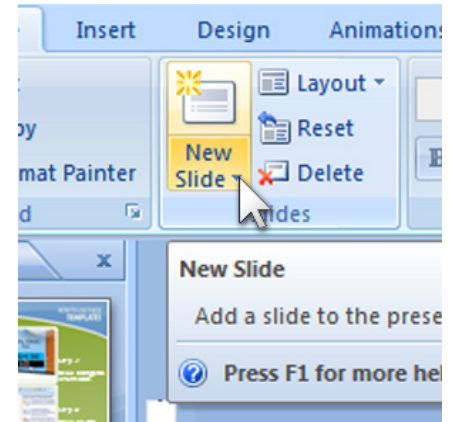 Insert Design Animations
Layout
Reset
New
Slide
Delete
mat Painter
New Slide
Add a slide to the prese
Press F1 for more hel
TEMPLATES